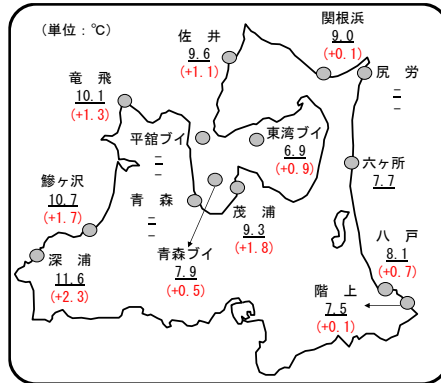 (単位：℃)
関根浜
9.0
(+0.1)
佐　井
9.6
(+1.1)
尻労
--
竜　飛
10.1
(+1.3)
平舘ブイ
--
東湾ブイ
6.9
(+0.9)
六ヶ所
7.7
鰺ヶ沢
10.7
(+1.7)
青　森
--
茂　浦
9.3
(+1.8)
青森ブイ
7.9
(+0.5)
深　浦
11.6
(+2.3)
八　戸
8.1
(+0.7)
階　上
7.5
(+0.1)